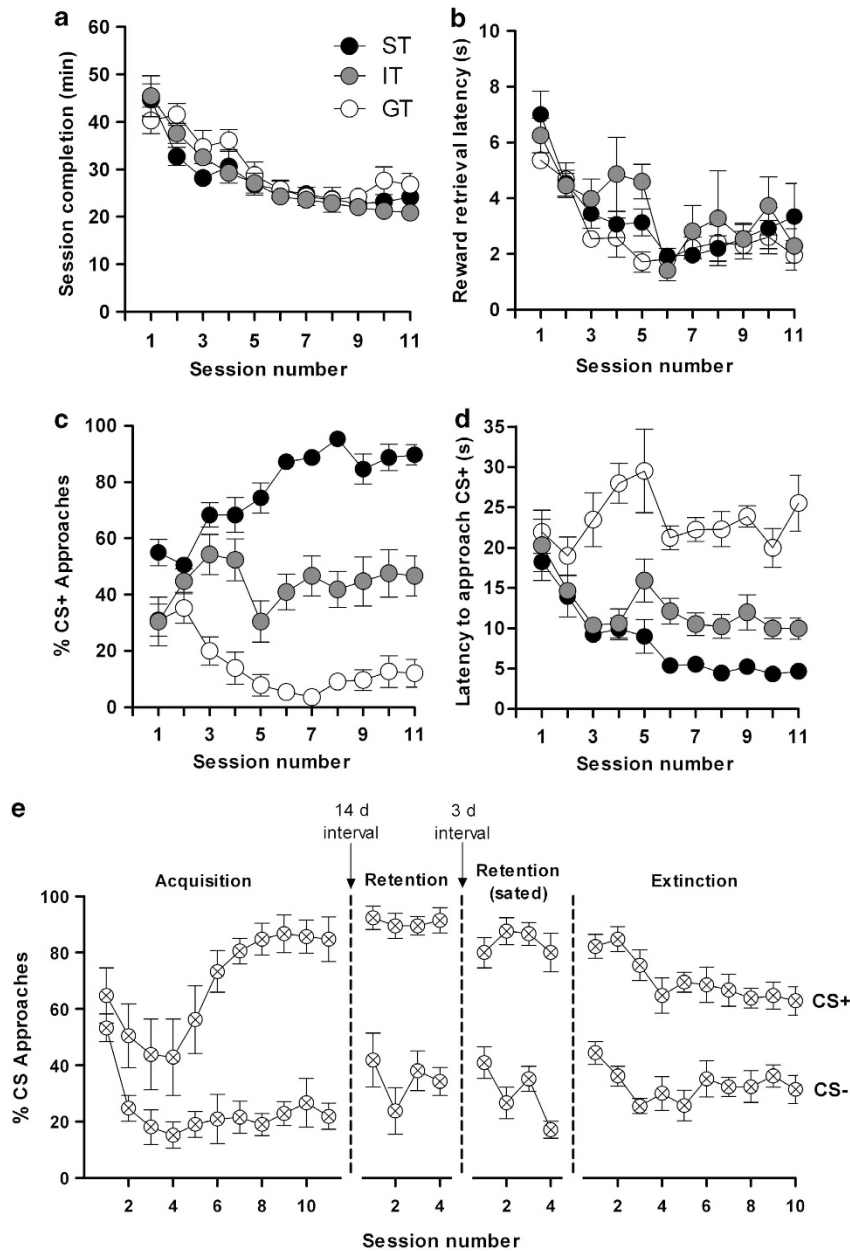 a
Session completion (min)
60
50
40
30
20
10
0
1 3 5 7 9 11
Session number
ST
IT
GT
b
Reward retrieval latency (s)
10
8
6
4
2
0
1 3 5 7 9 11
Session number
c
% CS+ Approaches
100
80
60
40
20
0
1 3 5 7 9 11
Session number
d
Latency to approach CS+ (s)
35
30
25
20
15
10
5
0
1 3 5 7 9 11
Session number
e
14 d
interval
3 d
interval
Acquisition
Retention
Retention
(sated)
Extinction
% CS Approaches
100
80
60
40
20
0
CS+
CS-
2 4 6 8 10 2 4 2 4 2 4 6 8 10
Session number